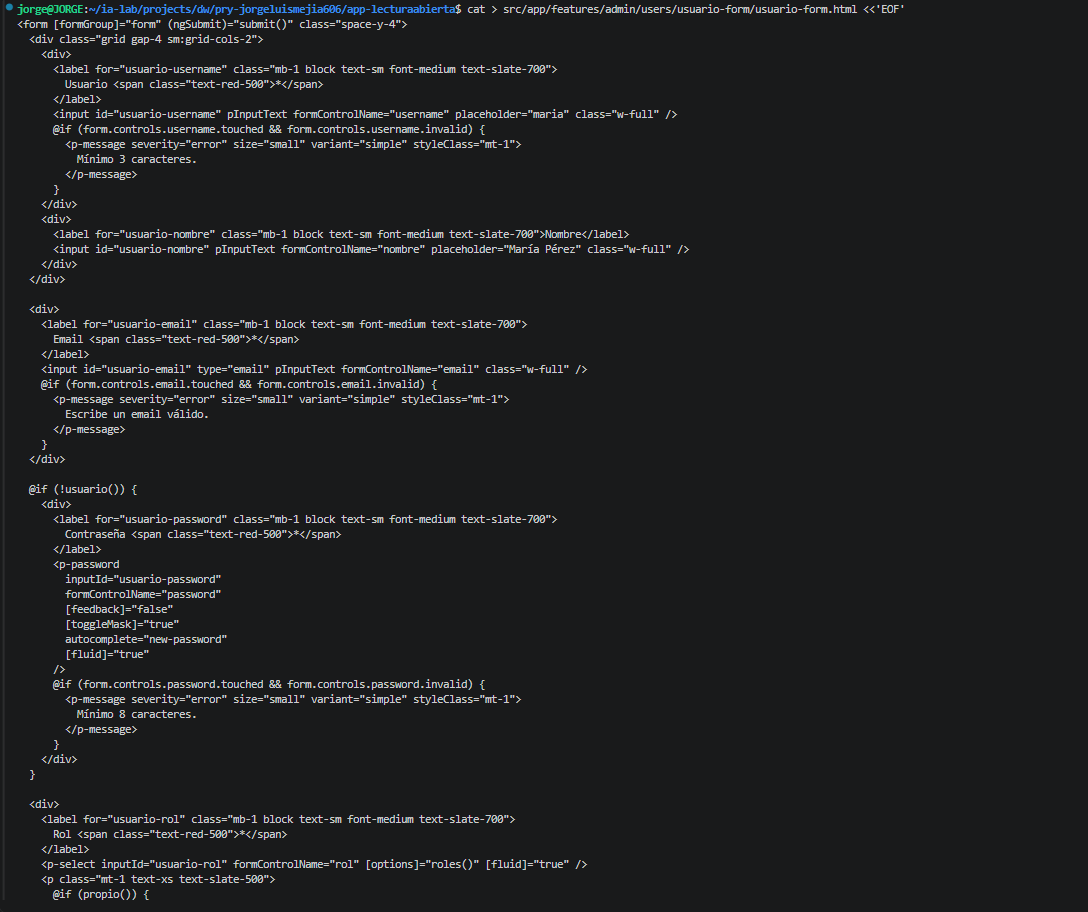 jorge@JORGE:~/ia-lab/projects/dw/pry-jorgeluismejia606/app-lecturaabierta$ cat > src/app/features/admin/users/usuario-form/usuario-form.html <<'EOF'
<form [formGroup]="form" (ngSubmit)="submit()" class="space-y-4">
  <div class="grid gap-4 sm:grid-cols-2">
    <div>
      <label for="usuario-username" class="mb-1 block text-sm font-medium text-slate-700">
        Usuario <span class="text-red-500">*</span>
      </label>
      <input id="usuario-username" pInputText formControlName="username" placeholder="maria" class="w-full" />
      @if (form.controls.username.touched && form.controls.username.invalid) {
        <p-message severity="error" size="small" variant="simple" styleClass="mt-1">
          Mínimo 3 caracteres.
        </p-message>
      }
    </div>
    <div>
      <label for="usuario-nombre" class="mb-1 block text-sm font-medium text-slate-700">Nombre</label>
      <input id="usuario-nombre" pInputText formControlName="nombre" placeholder="María Pérez" class="w-full" />
    </div>
  </div>

  <div>
    <label for="usuario-email" class="mb-1 block text-sm font-medium text-slate-700">
      Email <span class="text-red-500">*</span>
    </label>
    <input id="usuario-email" type="email" pInputText formControlName="email" class="w-full" />
    @if (form.controls.email.touched && form.controls.email.invalid) {
      <p-message severity="error" size="small" variant="simple" styleClass="mt-1">
        Escribe un email válido.
      </p-message>
    }
  </div>

  @if (!usuario()) {
    <div>
      <label for="usuario-password" class="mb-1 block text-sm font-medium text-slate-700">
        Contraseña <span class="text-red-500">*</span>
      </label>
      <p-password
        inputId="usuario-password"
        formControlName="password"
        [feedback]="false"
        [toggleMask]="true"
        autocomplete="new-password"
        [fluid]="true"
      />
      @if (form.controls.password.touched && form.controls.password.invalid) {
        <p-message severity="error" size="small" variant="simple" styleClass="mt-1">
          Mínimo 8 caracteres.
        </p-message>
      }
    </div>
  }

  <div>
    <label for="usuario-rol" class="mb-1 block text-sm font-medium text-slate-700">
      Rol <span class="text-red-500">*</span>
    </label>
    <p-select inputId="usuario-rol" formControlName="rol" [options]="roles()" [fluid]="true" />
    <p class="mt-1 text-xs text-slate-500">
      @if (propio()) {